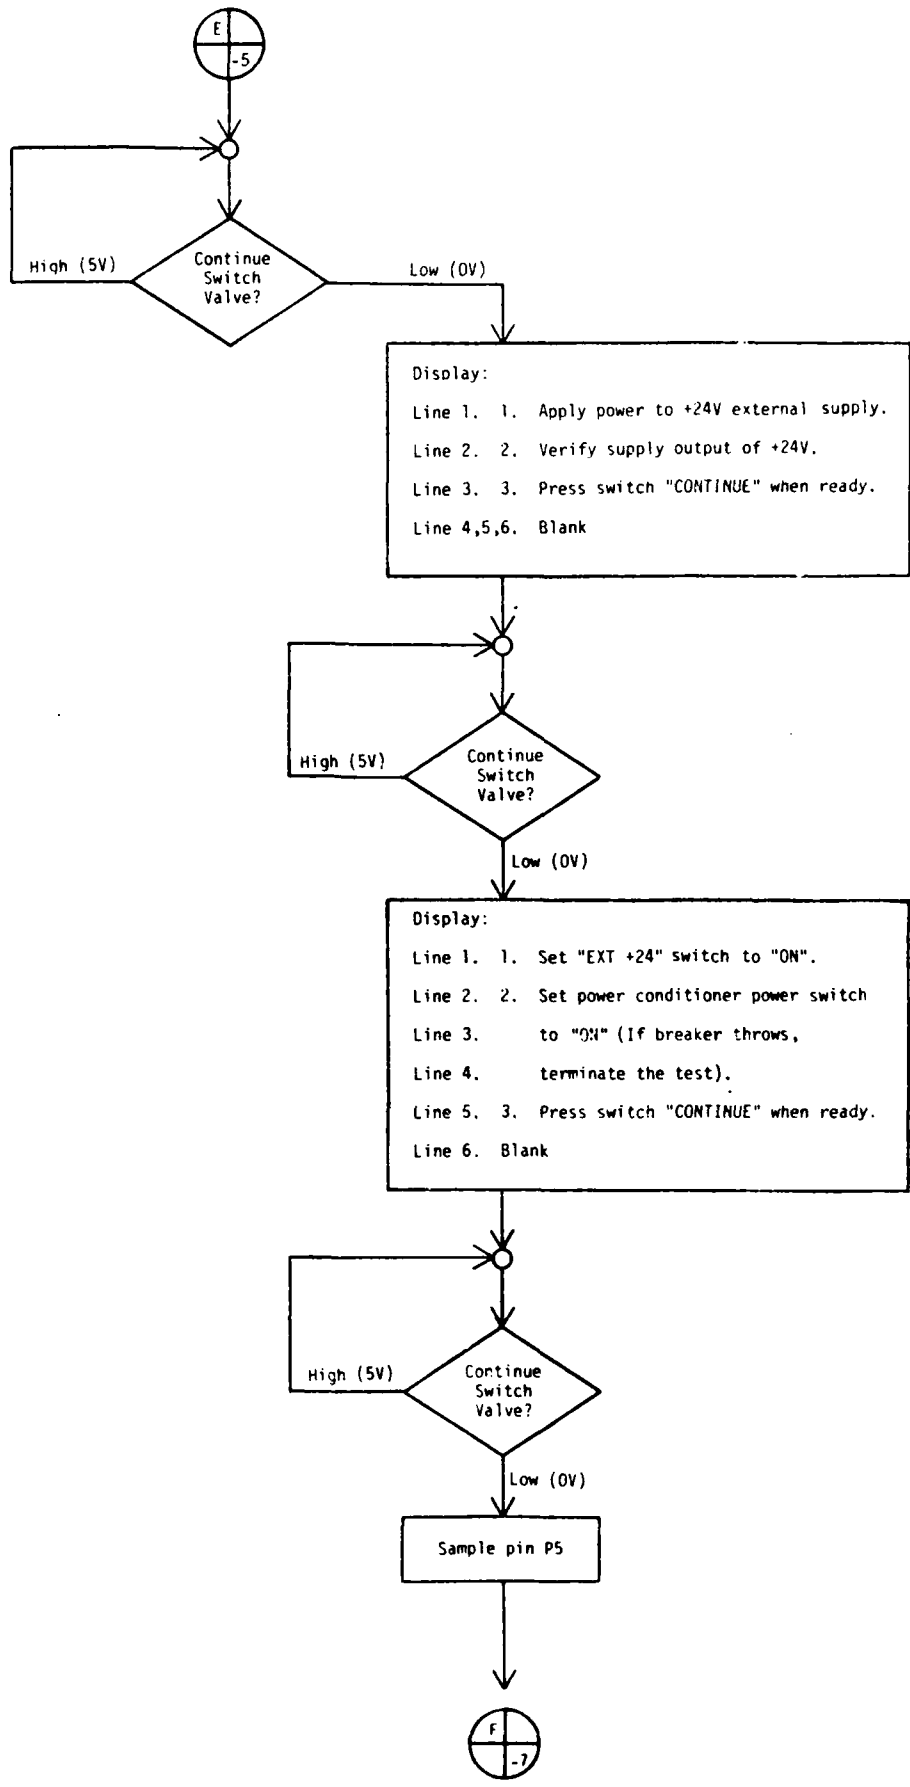 E
-5
Continue
Switch
Valve?
High (5V)
Low (0V)
Display:
Line 1. 1. Apply power to +24V external supply.
Line 2. 2. Verify supply output of +24V.
Line 3. 3. Press switch "CONTINUE" when ready.
Line 4,5,6. Blank
Continue
Switch
Valve?
High (5V)
Low (0V)
Display:
Line 1. 1. Set "EXT +24" switch to "ON".
Line 2. 2. Set power conditioner power switch
Line 3. to "ON" (If breaker throws,
Line 4. terminate the test).
Line 5. 3. Press switch "CONTINUE" when ready.
Line 6. Blank
Continue
Switch
Valve?
High (5V)
Low (0V)
Sample pin P5
F
-7